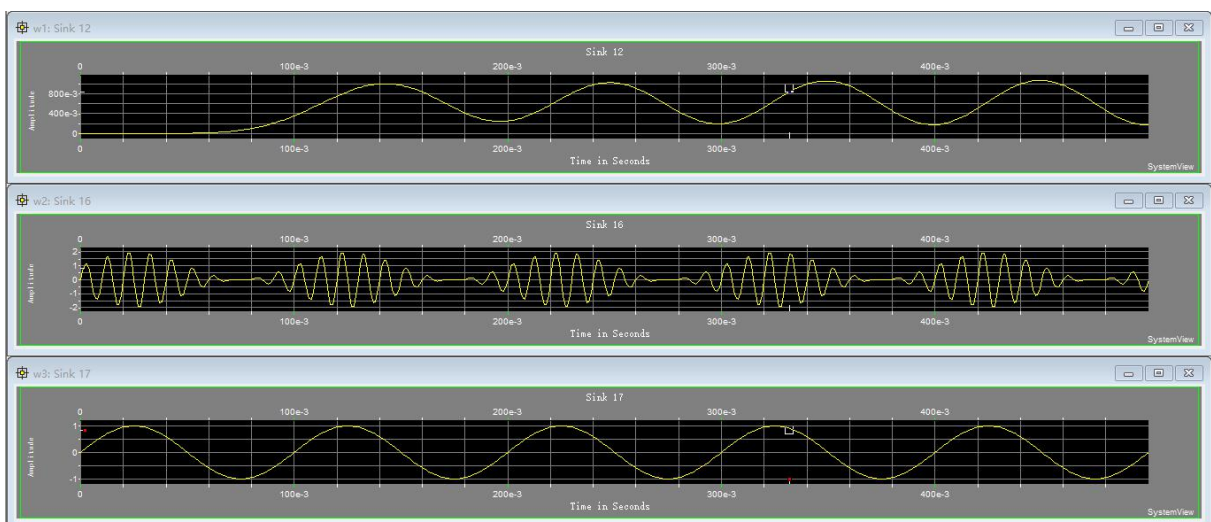 w1: Sink 12
Sink 12
0 100e-3 200e-3 300e-3 400e-3
Amplitude
800e-3
400e-3
0
0 100e-3 200e-3 300e-3 400e-3
Time in Seconds
SystemView
w2: Sink 16
Sink 16
0 100e-3 200e-3 300e-3 400e-3
Amplitude
2
1
0
-1
-2
0 100e-3 200e-3 300e-3 400e-3
Time in Seconds
SystemView
w3: Sink 17
Sink 17
0 100e-3 200e-3 300e-3 400e-3
Amplitude
1
0
-1
0 100e-3 200e-3 300e-3 400e-3
Time in Seconds
SystemView